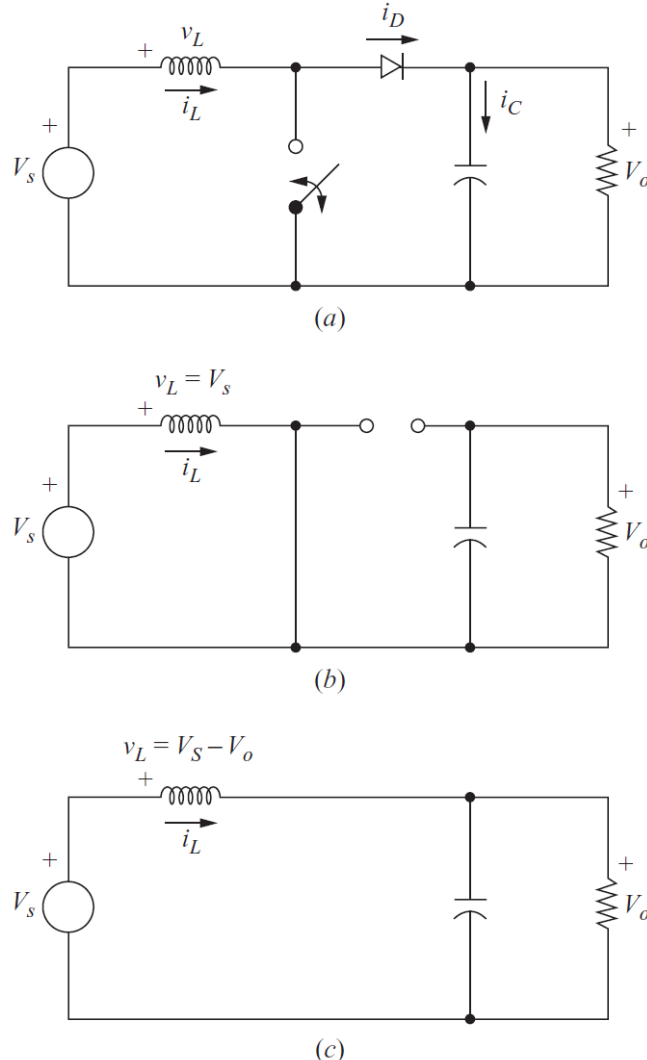 i_D
+ v_L
i_L
i_C
+ +
V_s V_o
(a)
v_L = V_s
+
i_L
+ +
V_s V_o
(b)
v_L = V_S – V_o
+
i_L
+ +
V_s V_o
(c)